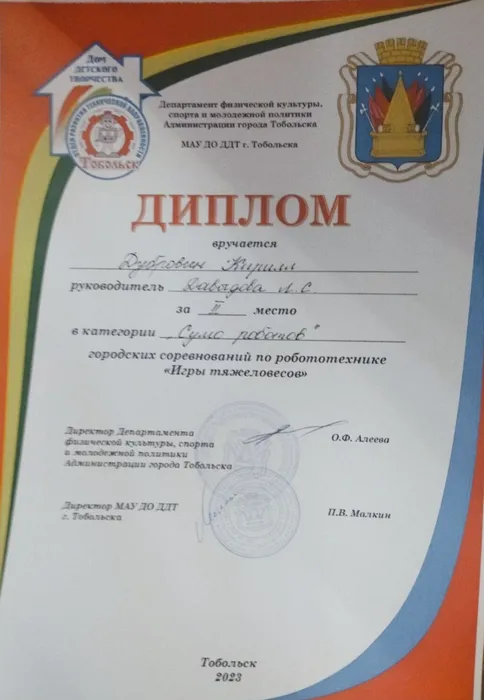 Дом
детского
творчества
Тобольск
Департамент физической культуры,
спорта и молодежной политики
Администрации города Тобольска
МАУ ДО ДДТ г. Тобольска
ДИПЛОМ
вручается
Дубровин Кирилл
руководитель Давыдова Л.С.
за III место
в категории „Сумо роботов"
городских соревнований по робототехнике
«Игры тяжеловесов»
Директор Департамента
физической культуры, спорта
и молодежной политики
Администрации города Тобольска
О.Ф. Алеева
Директор МАУ ДО ДДТ
г. Тобольска
П.В. Малкин
Тобольск
2023